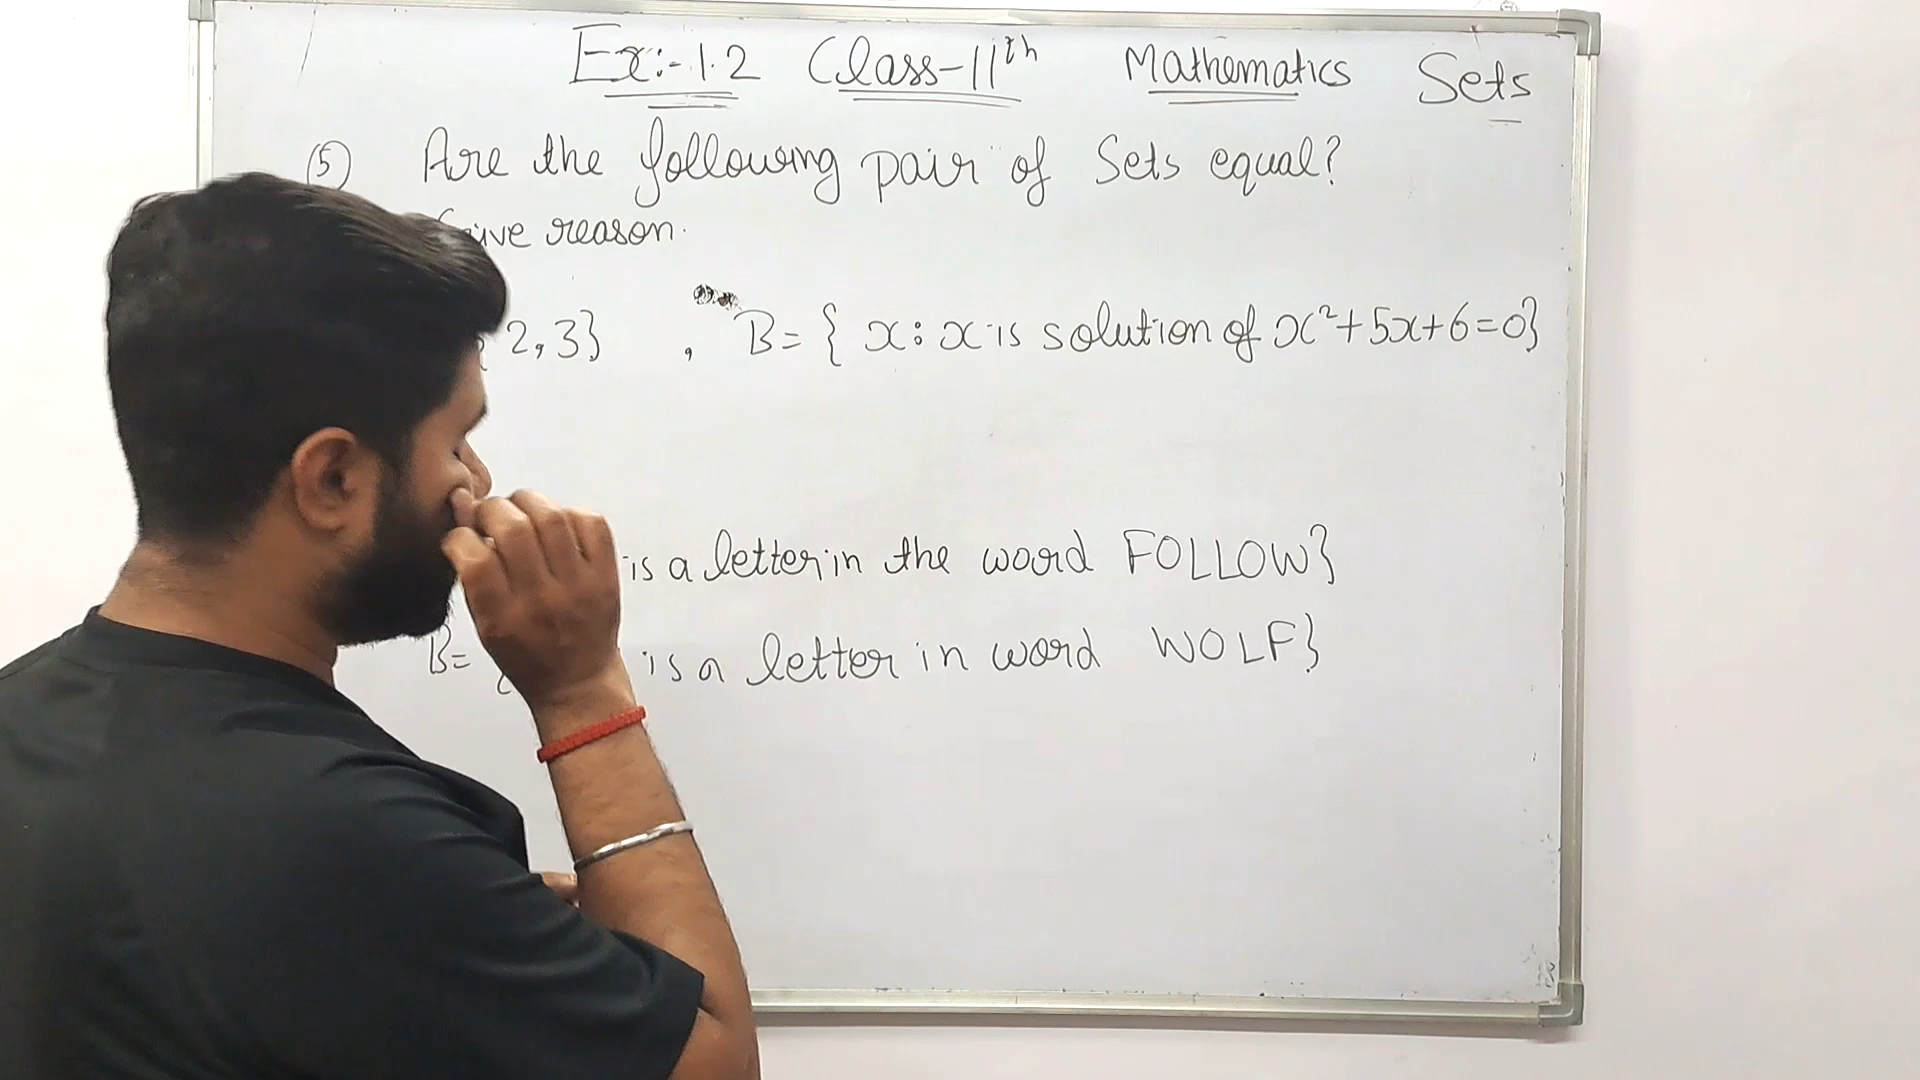 Ex:-1.2 Class-11th Mathematics Sets
(5) Are the following pair of Sets equal?
Give reason.
2,3} , B= { x: x is solution of x²+5x+6=0}
is a letter in the word FOLLOW}
B= { is a letter in word WOLF}